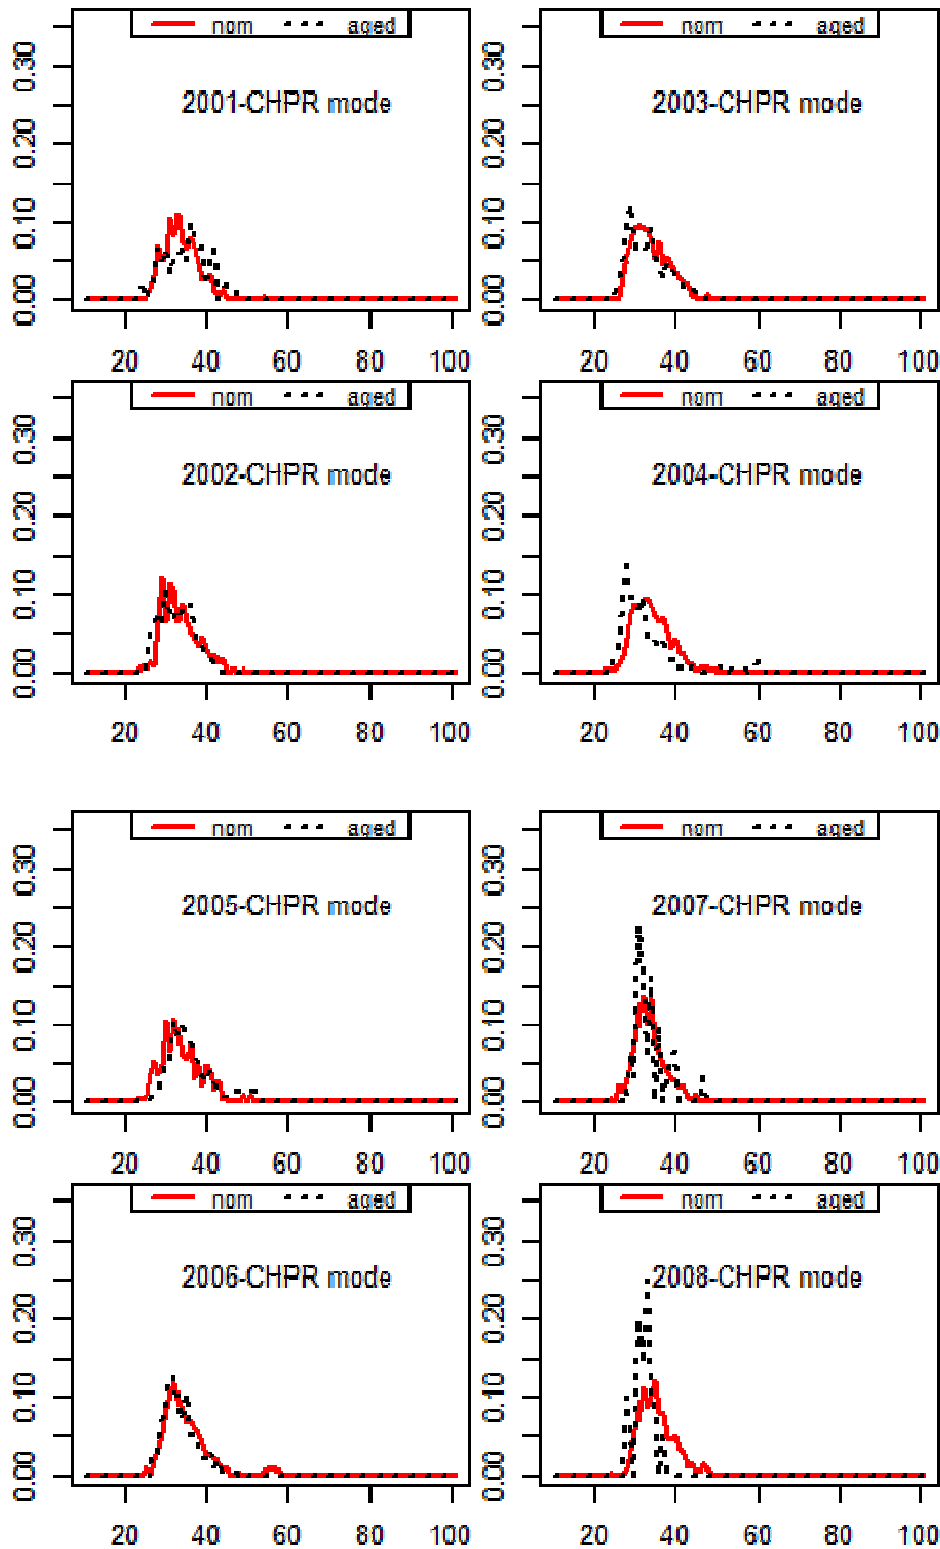 nom aged
2001-CHPR mode
0.00 0.10 0.20 0.30
20 40 60 80 100
nom aged
2003-CHPR mode
0.00 0.10 0.20 0.30
20 40 60 80 100
nom aged
2002-CHPR mode
0.00 0.10 0.20 0.30
20 40 60 80 100
nom aged
2004-CHPR mode
0.00 0.10 0.20 0.30
20 40 60 80 100
nom aged
2005-CHPR mode
0.00 0.10 0.20 0.30
20 40 60 80 100
nom aged
2007-CHPR mode
0.00 0.10 0.20 0.30
20 40 60 80 100
nom aged
2006-CHPR mode
0.00 0.10 0.20 0.30
20 40 60 80 100
nom aged
2008-CHPR mode
0.00 0.10 0.20 0.30
20 40 60 80 100